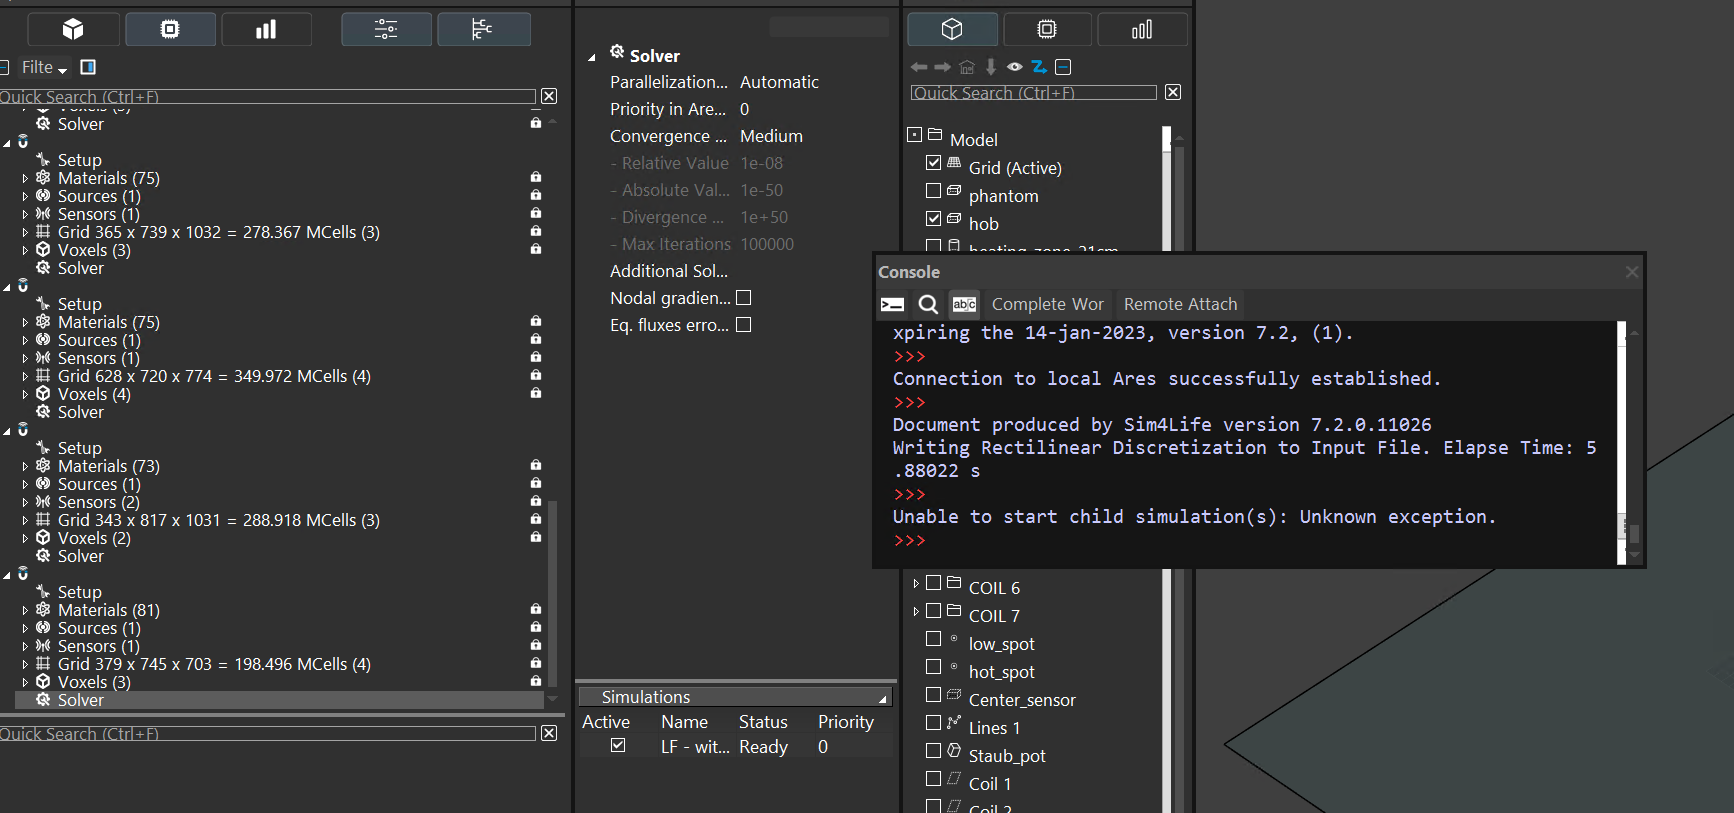 Filte
Quick Search (Ctrl+F)
Voxels (3)
Solver
Setup
Materials (75)
Sources (1)
Sensors (1)
Grid 365 x 739 x 1032 = 278.367 MCells (3)
Voxels (3)
Solver
Setup
Materials (75)
Sources (1)
Sensors (1)
Grid 628 x 720 x 774 = 349.972 MCells (4)
Voxels (4)
Solver
Setup
Materials (73)
Sources (1)
Sensors (2)
Grid 343 x 817 x 1031 = 288.918 MCells (3)
Voxels (2)
Solver
Setup
Materials (81)
Sources (1)
Sensors (1)
Grid 379 x 745 x 703 = 198.496 MCells (4)
Voxels (3)
Solver
Quick Search (Ctrl+F)
Solver
Parallelization... Automatic
Priority in Are... 0
Convergence ... Medium
- Relative Value 1e-08
- Absolute Val... 1e-50
- Divergence ... 1e+50
- Max Iterations 100000
Additional Sol...
Nodal gradien...
Eq. fluxes erro...
Simulations
Active Name Status Priority
LF - wit... Ready 0
Quick Search (Ctrl+F)
Model
Grid (Active)
phantom
hob
heating_zone_21cm
Console
abc Complete Wor Remote Attach
xpiring the 14-jan-2023, version 7.2, (1).
>>>
Connection to local Ares successfully established.
>>>
Document produced by Sim4Life version 7.2.0.11026
Writing Rectilinear Discretization to Input File. Elapse Time: 5
.88022 s
>>>
Unable to start child simulation(s): Unknown exception.
>>>
COIL 6
COIL 7
low_spot
hot_spot
Center_sensor
Lines 1
Staub_pot
Coil 1
Coil 2